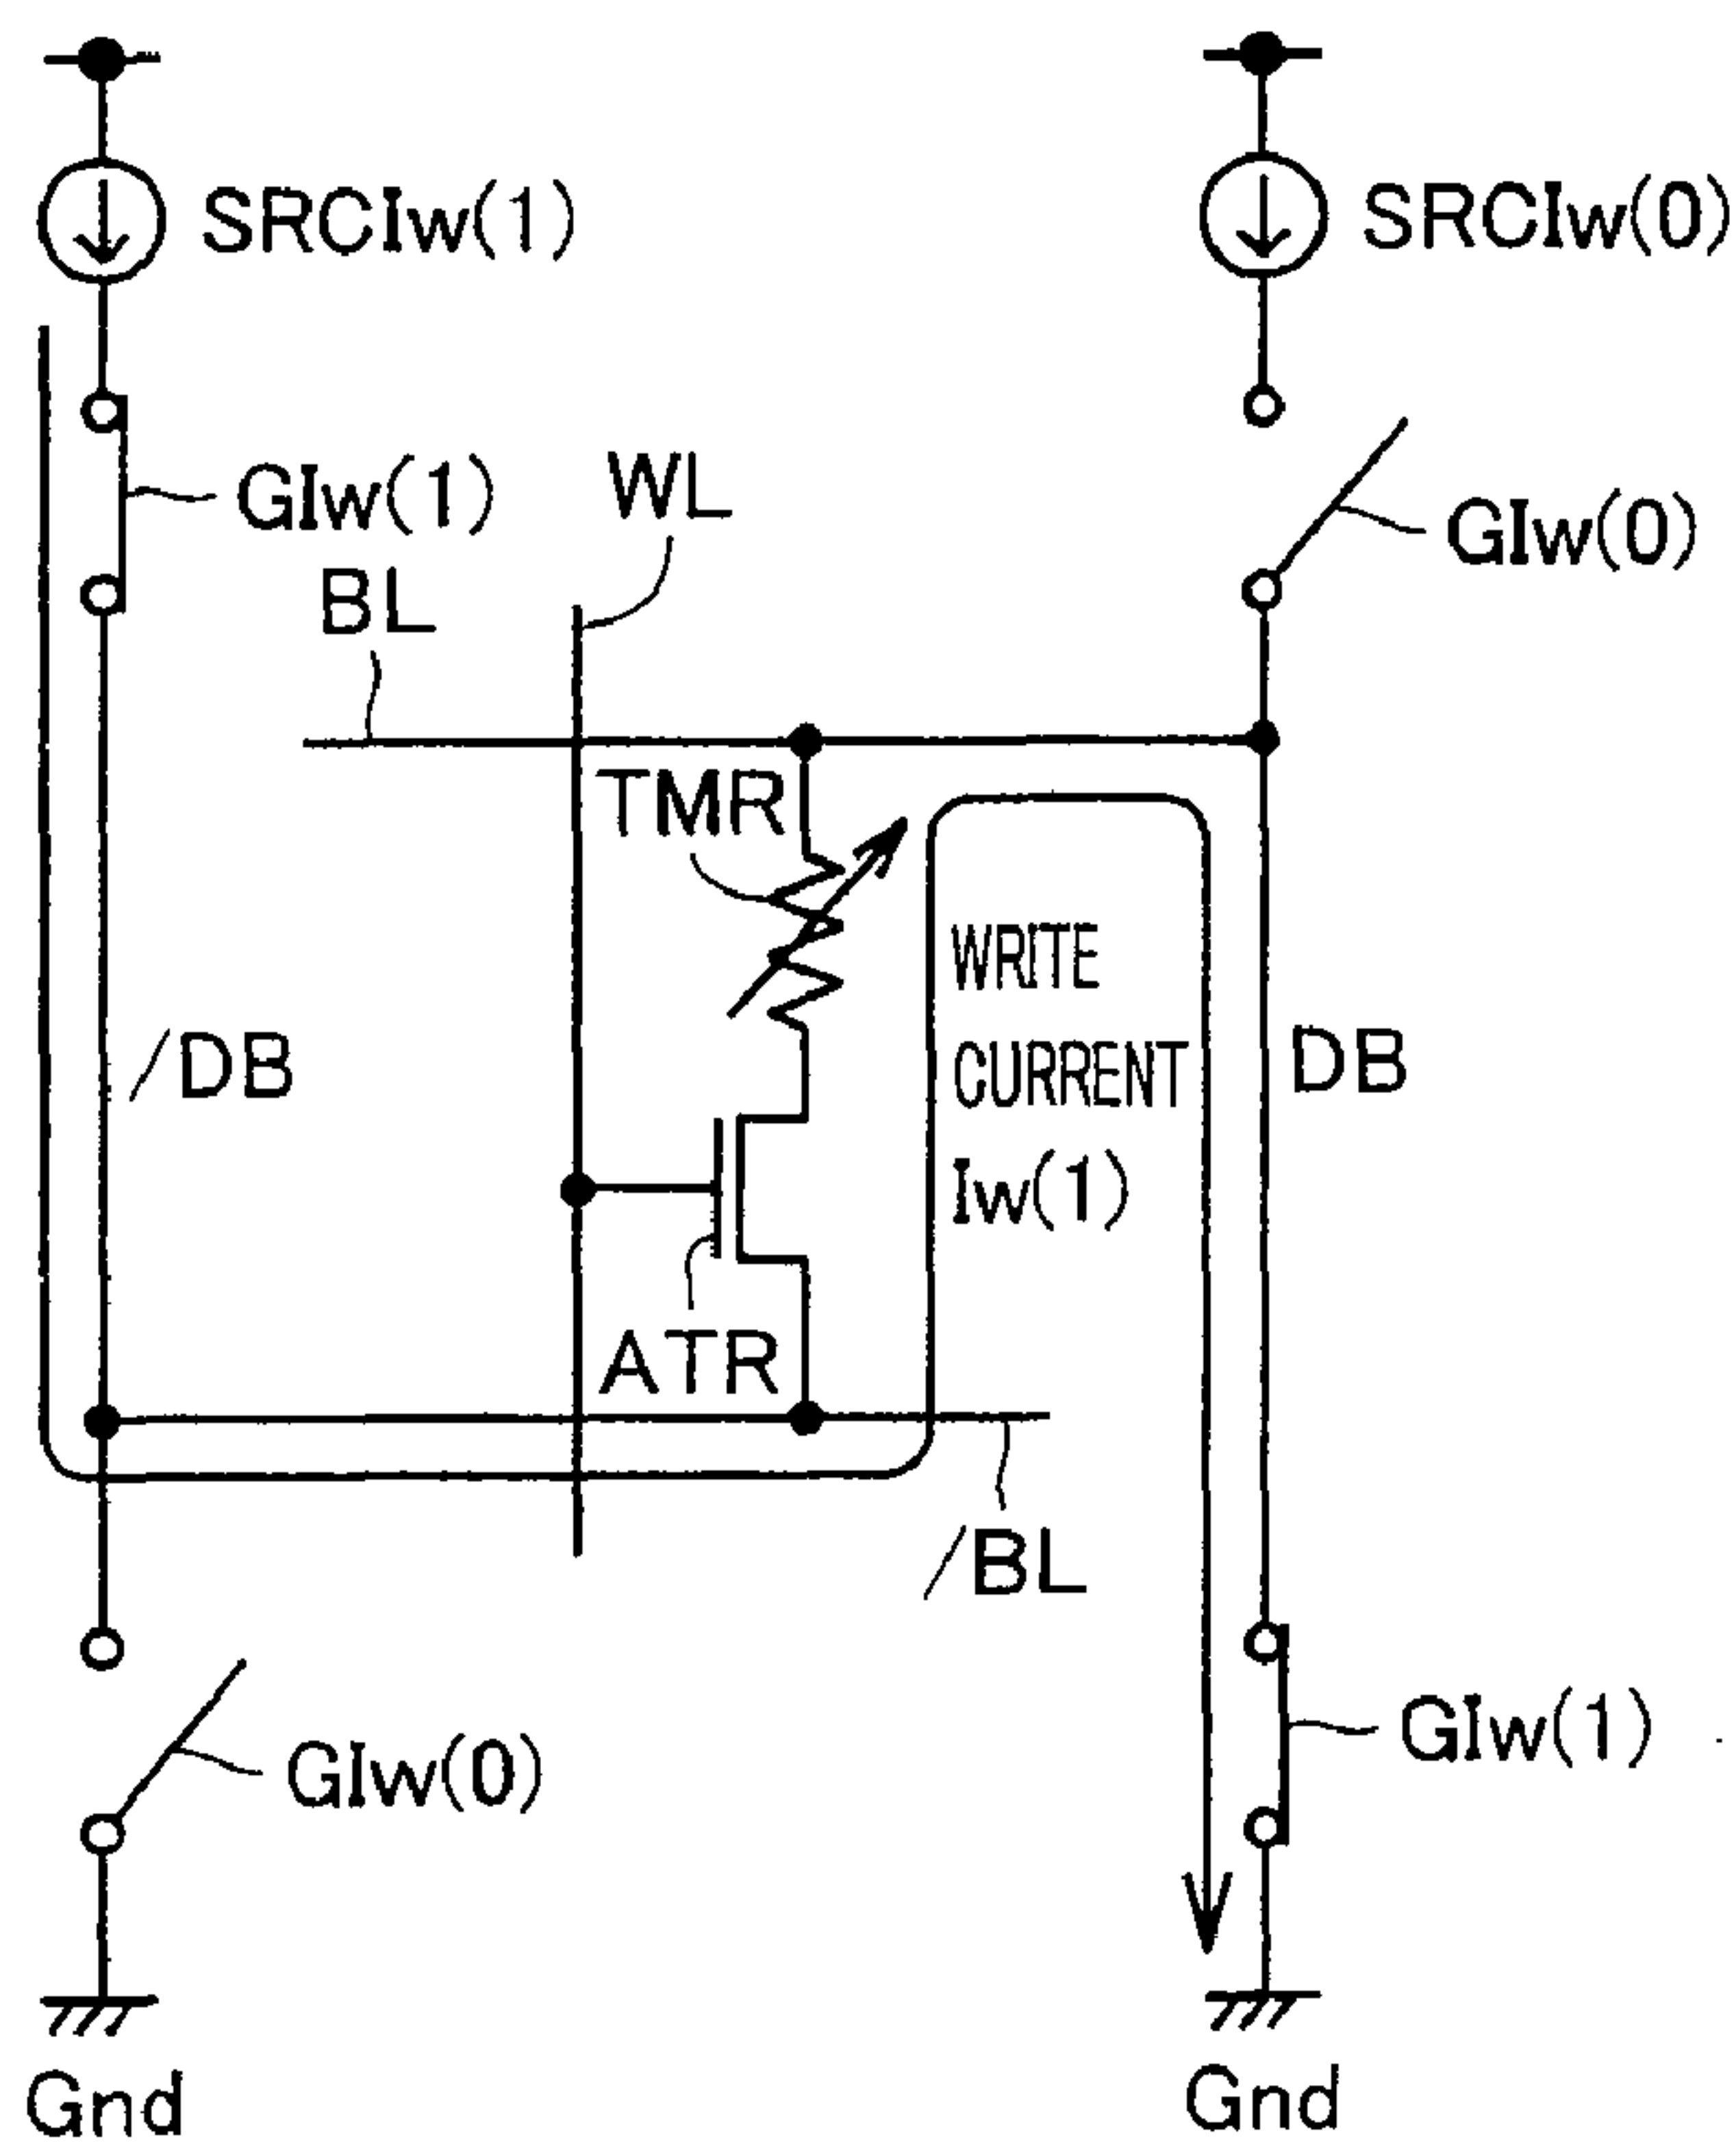 SRCIw(1)
SRCIw(0)
GIw(1)
WL
GIw(0)
BL
TMR
WRITE
CURRENT
Iw(1)
/DB
DB
ATR
/BL
GIw(0)
GIw(1)
Gnd
Gnd